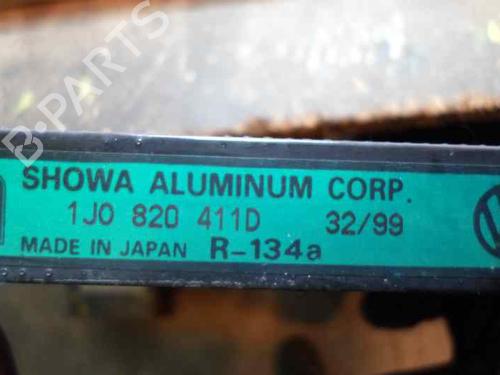 B-PARTS
SHOWA ALUMINUM CORP.
1J0 820 411D 32/99
MADE IN JAPAN R-134a